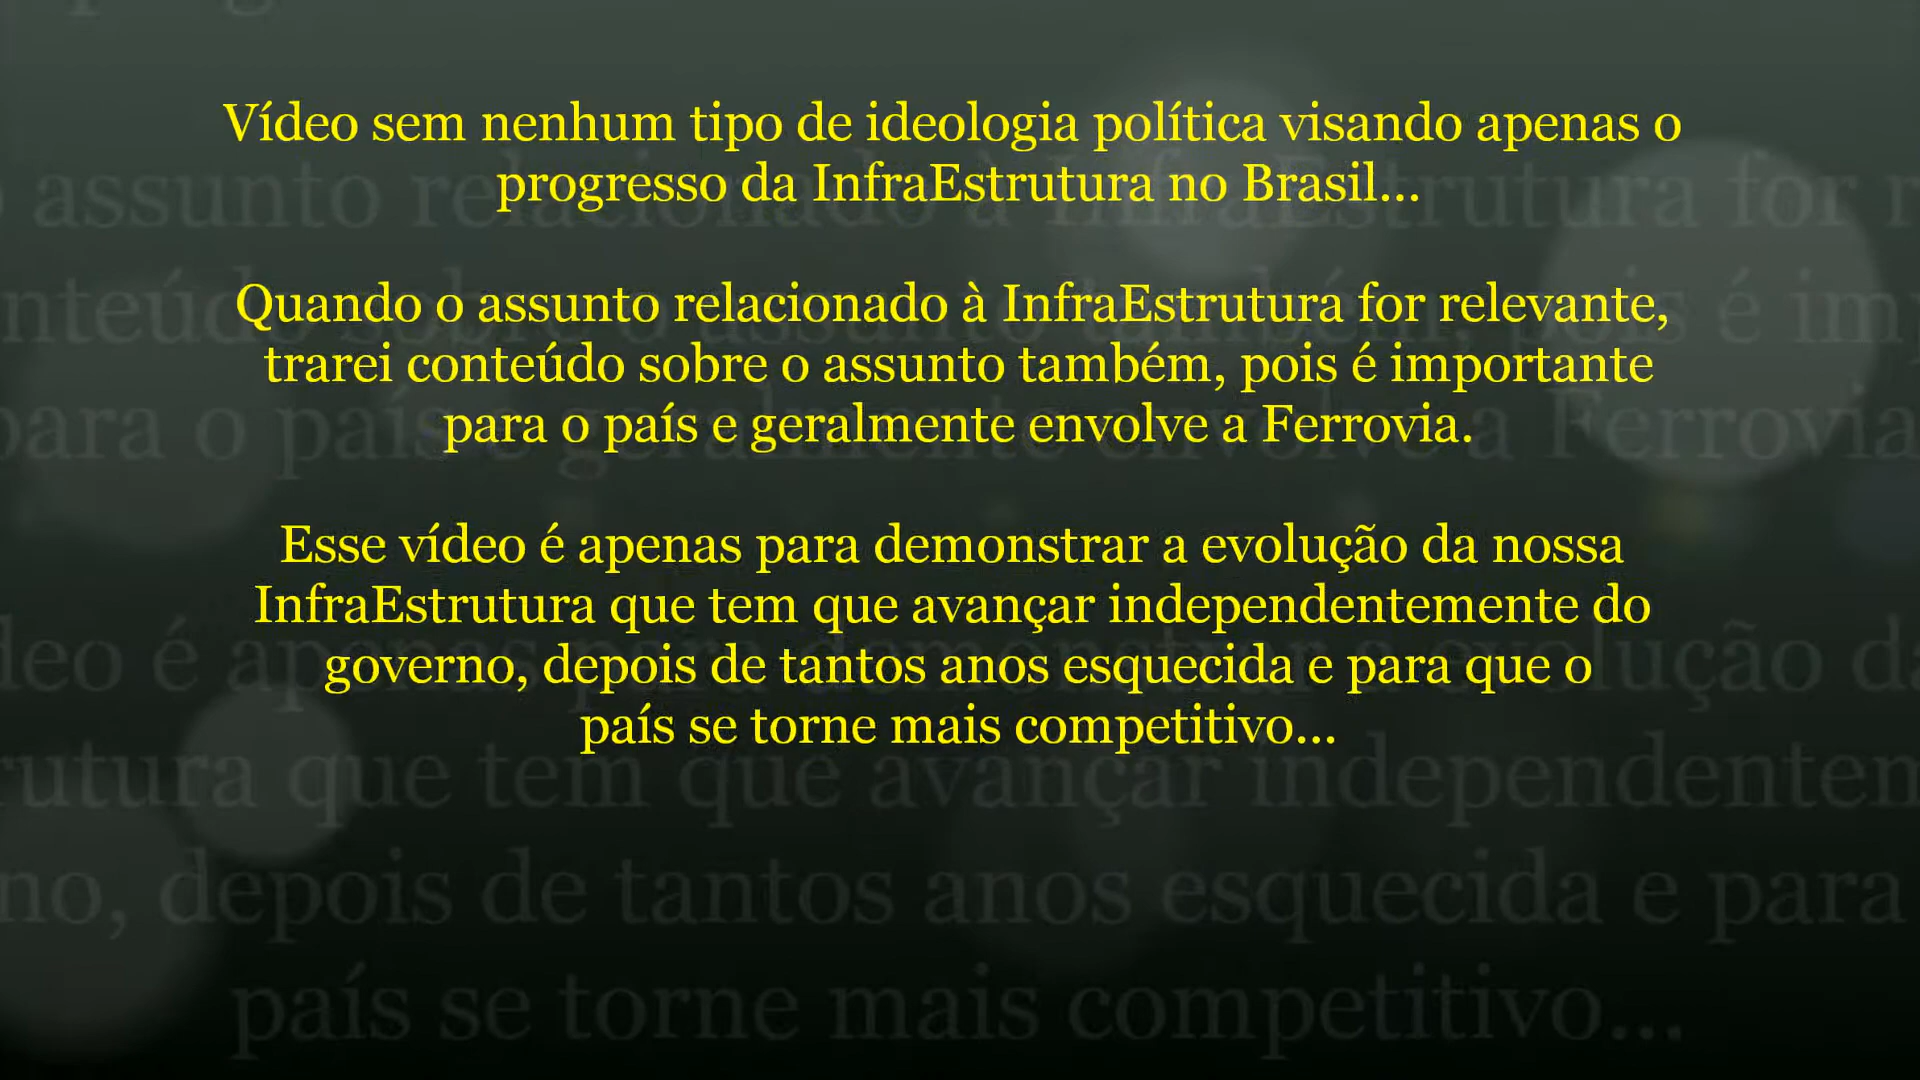 Vídeo sem nenhum tipo de ideologia política visando apenas o
progresso da InfraEstrutura no Brasil...
Quando o assunto relacionado à InfraEstrutura for relevante,
trarei conteúdo sobre o assunto também, pois é importante
para o país e geralmente envolve a Ferrovia.
Esse vídeo é apenas para demonstrar a evolução da nossa
InfraEstrutura que tem que avançar independentemente do
governo, depois de tantos anos esquecida e para que o
país se torne mais competitivo...